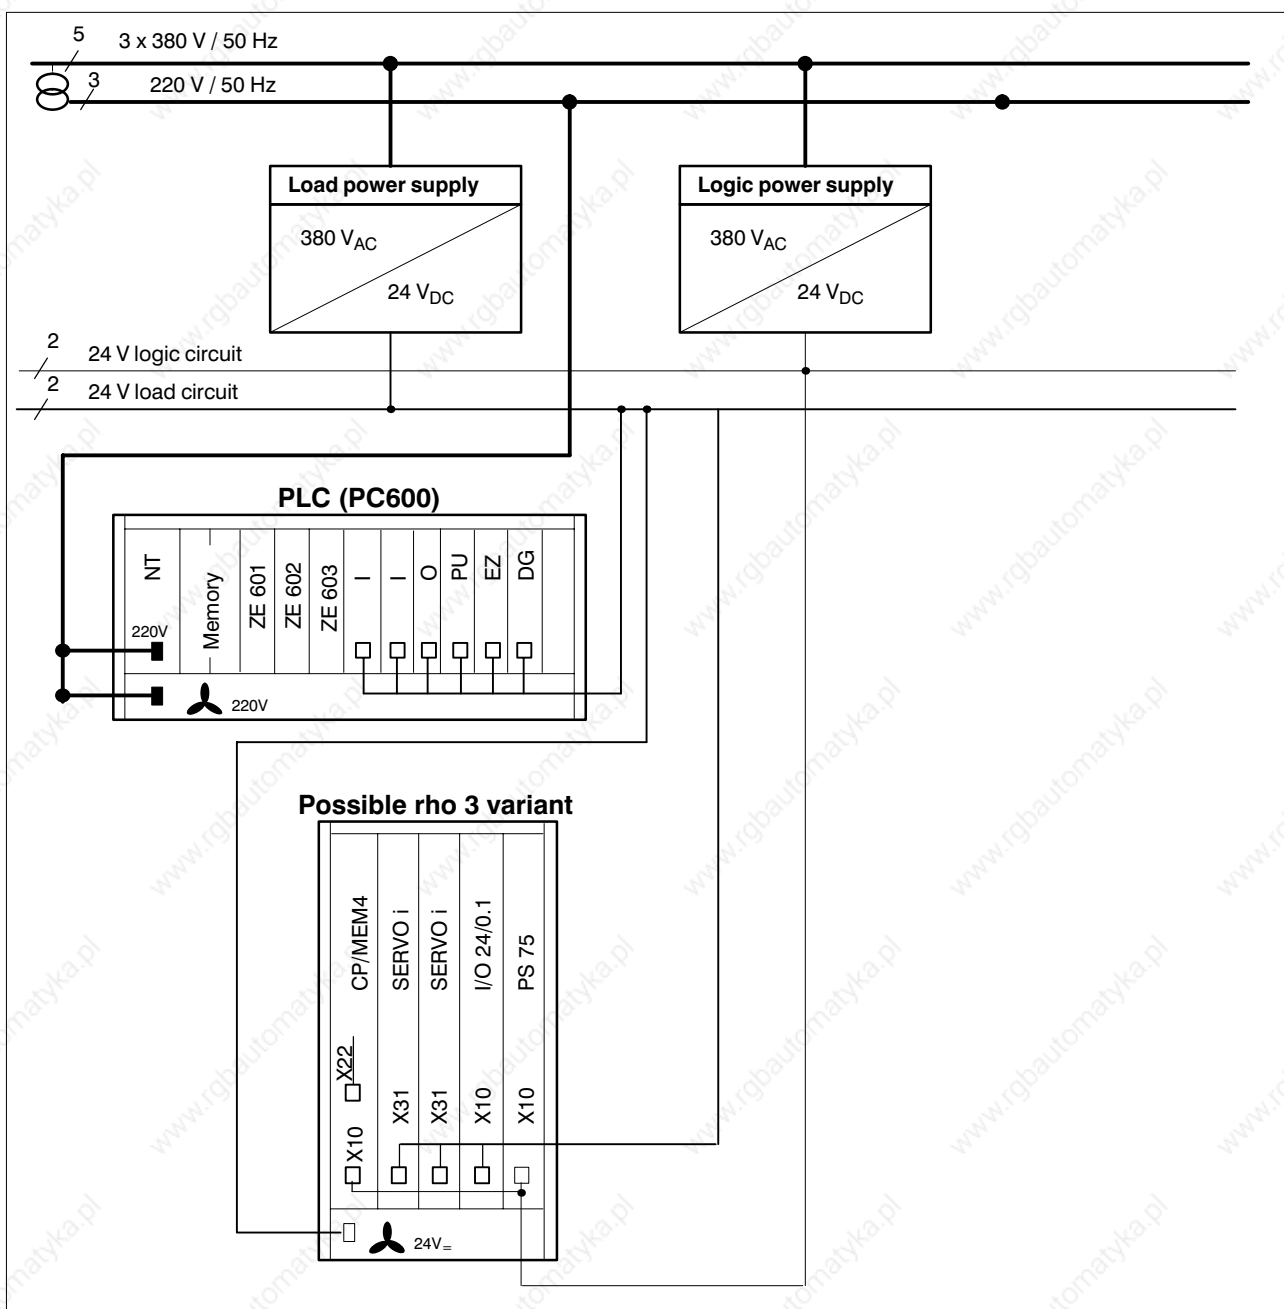 5
3 x 380 V / 50 Hz
3
220 V / 50 Hz
Load power supply
Logic power supply
380 VAC
380 VAC
24 VDC
24 VDC
2
24 V logic circuit
2
24 V load circuit
PLC (PC600)
NT
Memory
ZE 601
ZE 602
ZE 603
I
I
O
PU
EZ
DG
220V
220V
Possible rho 3 variant
CP/MEM4
SERVO i
SERVO i
I/O 24/0.1
PS 75
X22
X31
X31
X10
X10
X10
24V=
www.rgbautomatyka.pl